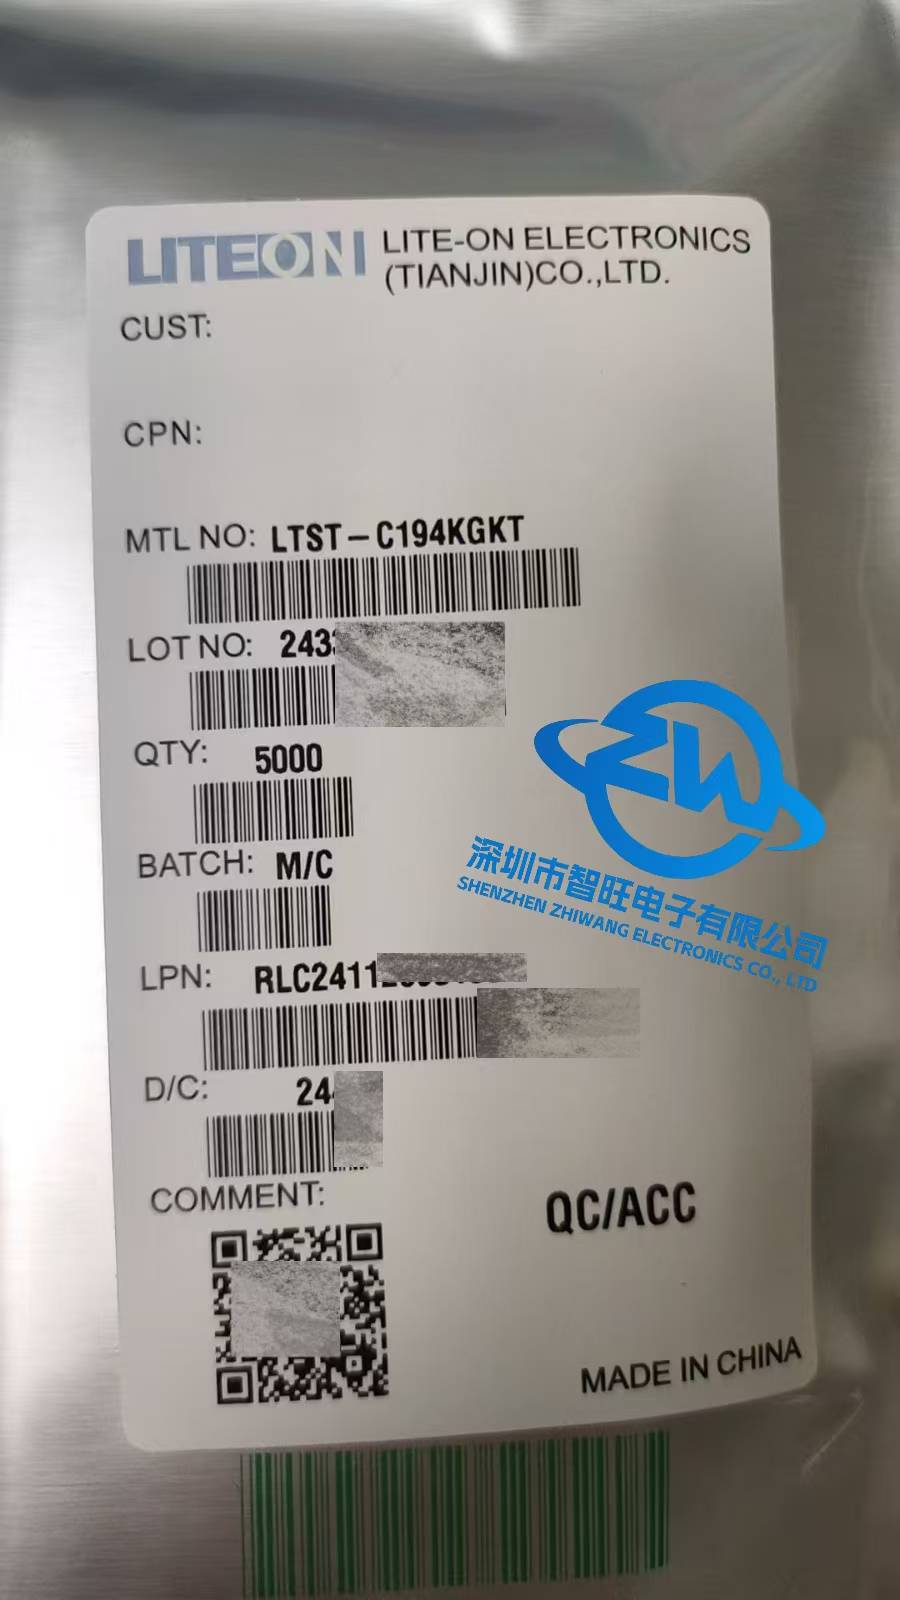 LITEON LITE-ON ELECTRONICS
(TIANJIN)CO.,LTD.
CUST:
CPN:
MTL NO: LTST-C194KGKT
LOT NO: 243
QTY: 5000
BATCH: M/C
LPN: RLC2411
D/C: 24
COMMENT:
QC/ACC
MADE IN CHINA
ZW
深圳市智旺电子有限公司
SHENZHEN ZHIWANG ELECTRONICS CO., LTD